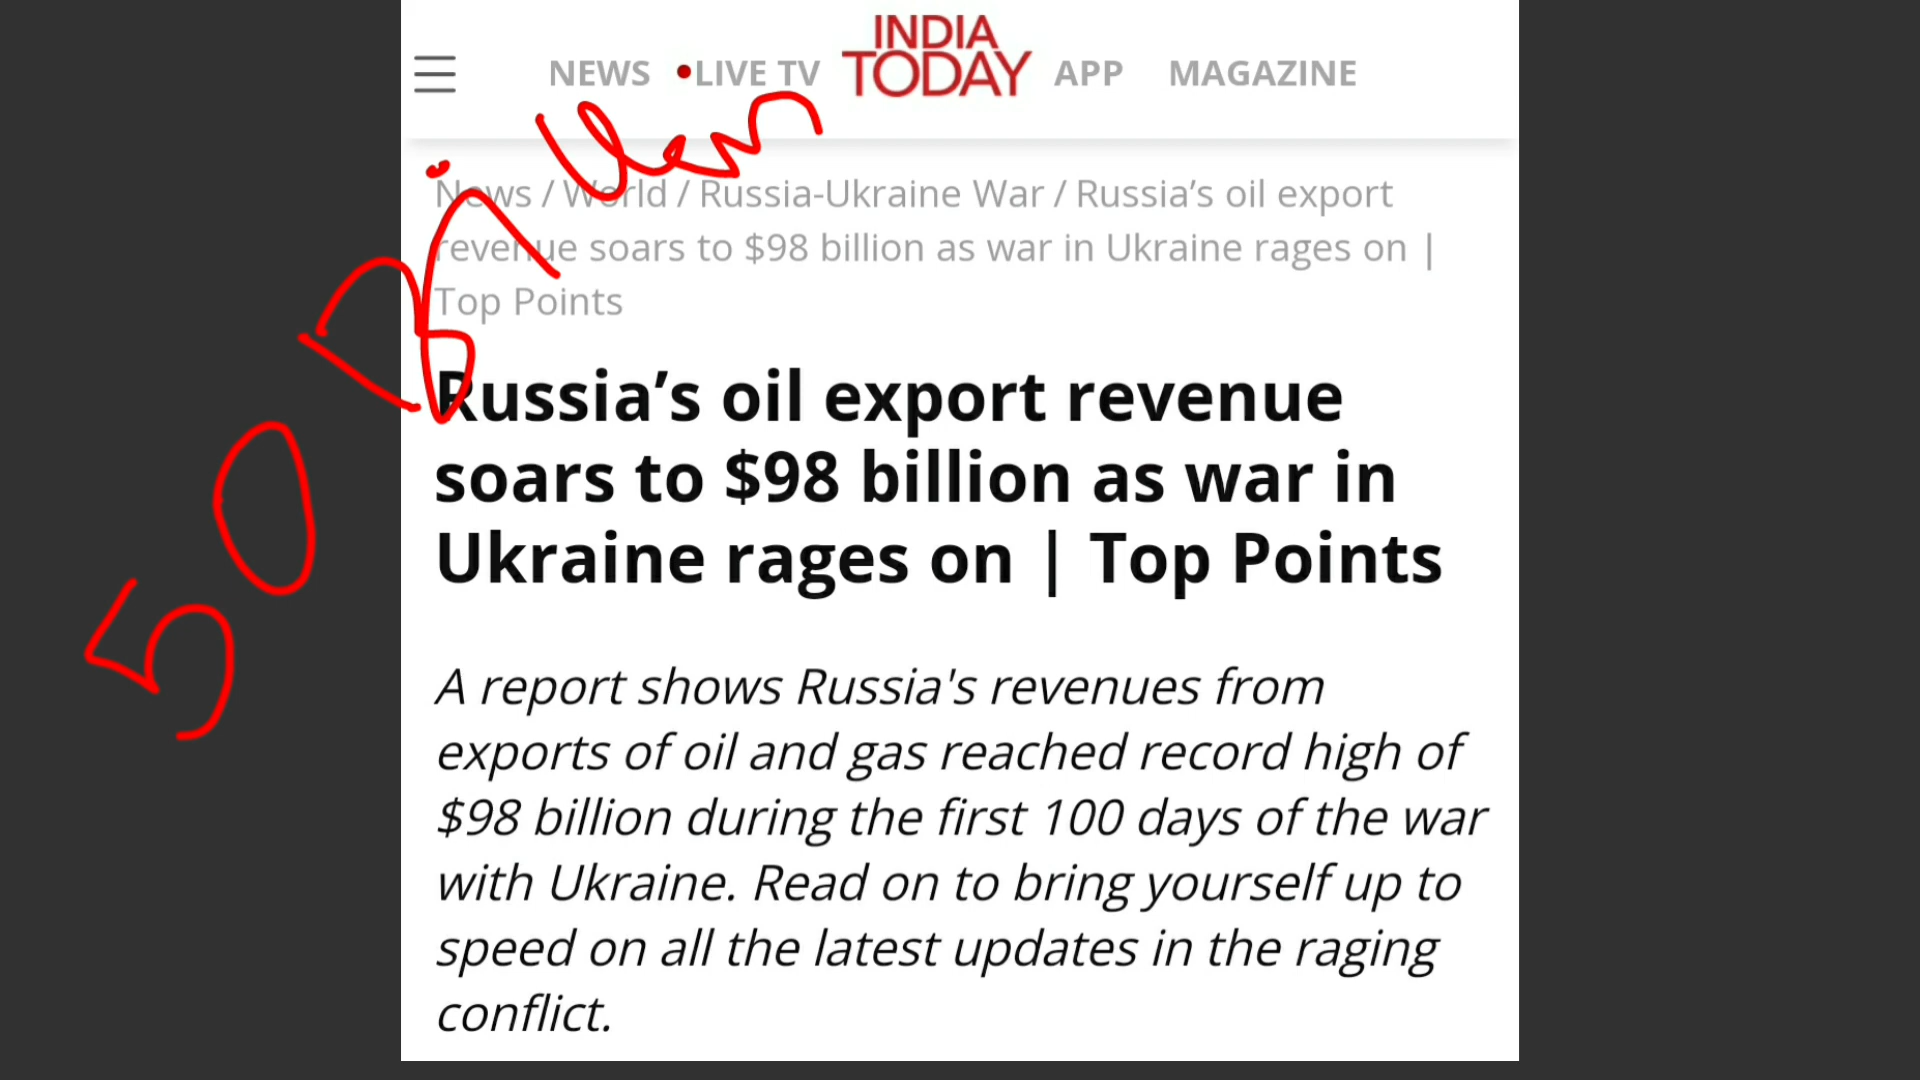 INDIA TODAY
NEWS •LIVE TV APP MAGAZINE
News / World / Russia-Ukraine War / Russia’s oil export
revenue soars to $98 billion as war in Ukraine rages on |
Top Points
Russia’s oil export revenue
soars to $98 billion as war in
Ukraine rages on | Top Points
A report shows Russia's revenues from
exports of oil and gas reached record high of
$98 billion during the first 100 days of the war
with Ukraine. Read on to bring yourself up to
speed on all the latest updates in the raging
conflict.
50